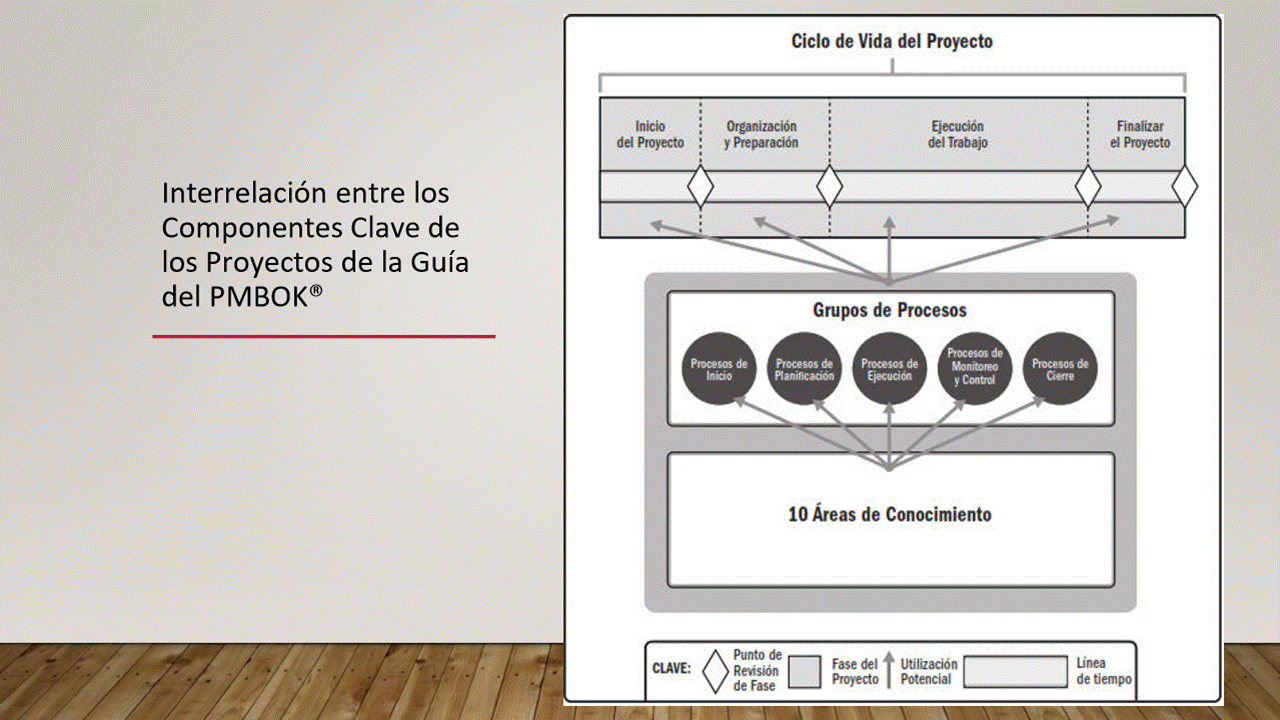 Interrelación entre los
Componentes Clave de
los Proyectos de la Guía
del PMBOK®
Ciclo de Vida del Proyecto
Inicio
del Proyecto
Organización
y Preparación
Ejecución
del Trabajo
Finalizar
el Proyecto
Grupos de Procesos
Procesos de
Inicio
Procesos de
Planificación
Procesos de
Ejecución
Procesos de
Monitoreo
y Control
Procesos de
Cierre
10 Áreas de Conocimiento
CLAVE:
Punto de
Revisión
de Fase
Fase del
Proyecto
Utilización
Potencial
Línea
de tiempo